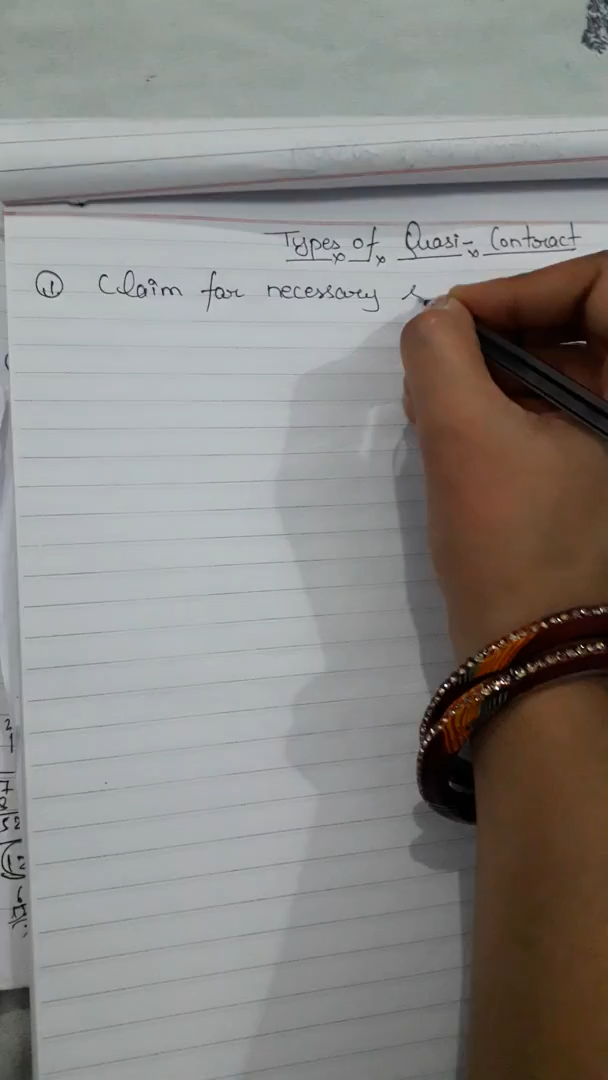 Types of Quasi-Contract
① Claim for necessary s